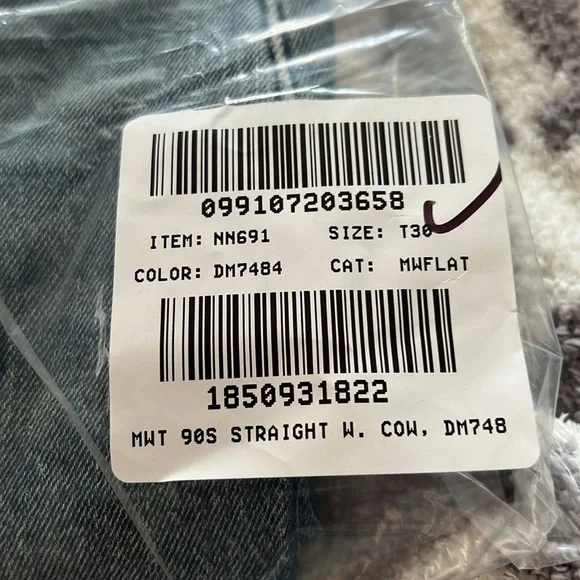 099107203658
ITEM: NN691 SIZE: T30
COLOR: DM7484 CAT: MWFLAT
1850931822
MWT 90S STRAIGHT W. COW, DM748